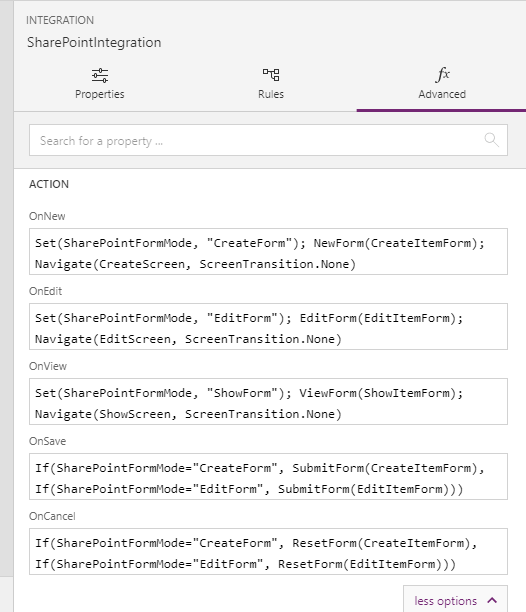 INTEGRATION
SharePointIntegration
Properties
Rules
fx
Advanced
Search for a property ...
ACTION
OnNew
Set(SharePointFormMode, "CreateForm"); NewForm(CreateItemForm);
Navigate(CreateScreen, ScreenTransition.None)
OnEdit
Set(SharePointFormMode, "EditForm"); EditForm(EditItemForm);
Navigate(EditScreen, ScreenTransition.None)
OnView
Set(SharePointFormMode, "ShowForm"); ViewForm(ShowItemForm);
Navigate(ShowScreen, ScreenTransition.None)
OnSave
If(SharePointFormMode="CreateForm", SubmitForm(CreateItemForm),
If(SharePointFormMode="EditForm", SubmitForm(EditItemForm)))
OnCancel
If(SharePointFormMode="CreateForm", ResetForm(CreateItemForm),
If(SharePointFormMode="EditForm", ResetForm(EditItemForm)))
less options